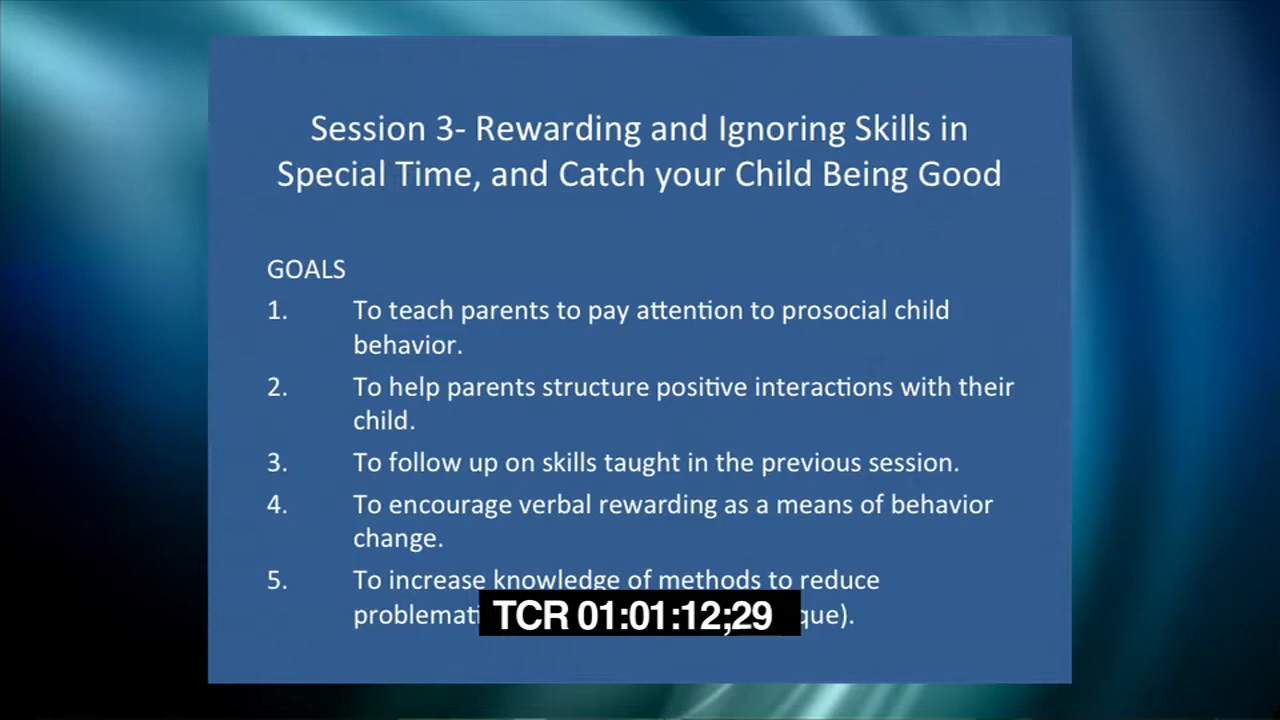 Session 3- Rewarding and Ignoring Skills in
Special Time, and Catch your Child Being Good
GOALS
1. To teach parents to pay attention to prosocial child
behavior.
2. To help parents structure positive interactions with their
child.
3. To follow up on skills taught in the previous session.
4. To encourage verbal rewarding as a means of behavior
change.
5. To increase knowledge of methods to reduce
TCR 01:01:12;29